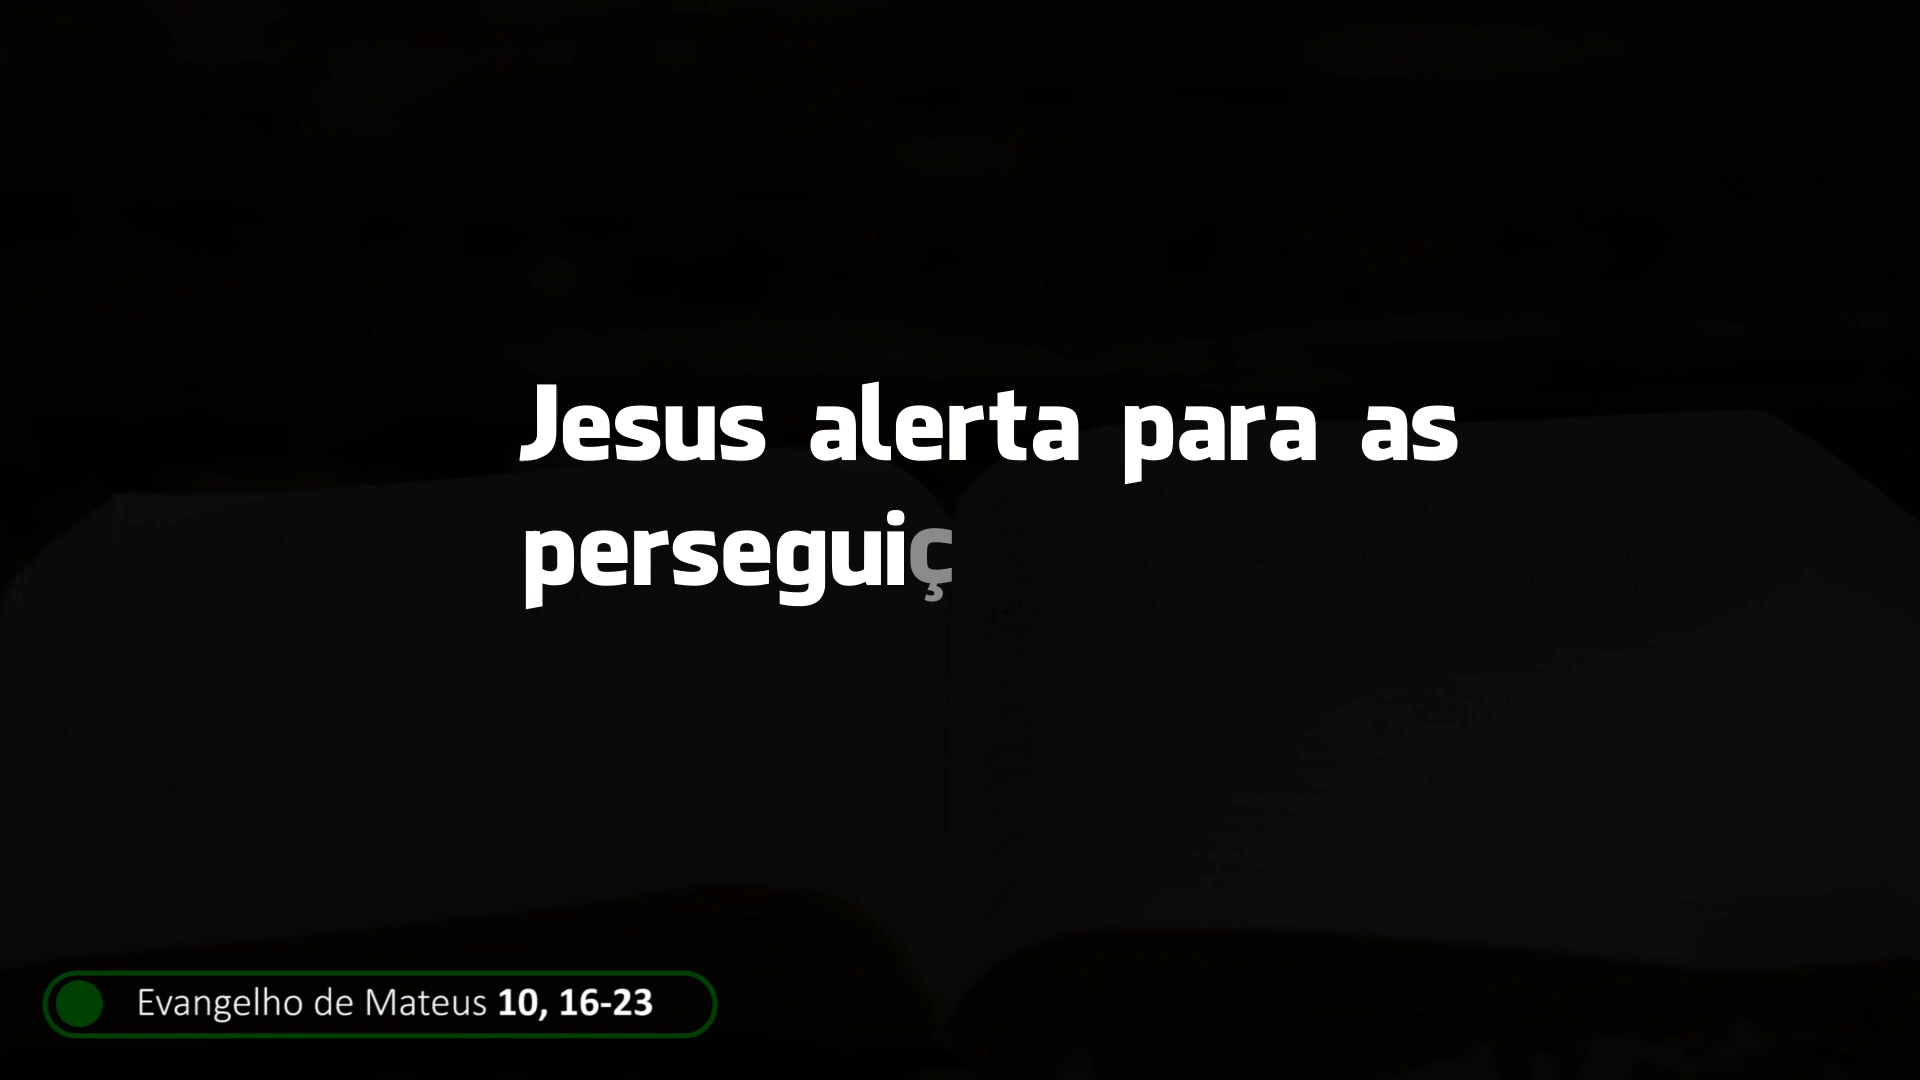 Jesus alerta para as
perseguiç
Evangelho de Mateus 10, 16-23